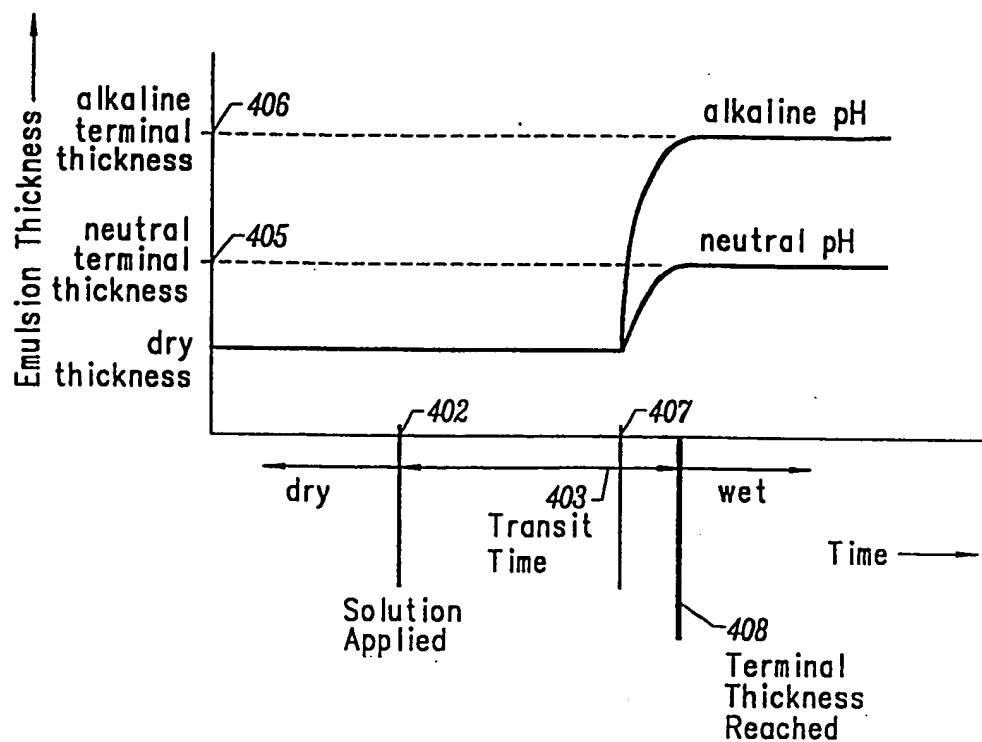 Emulsion Thickness
alkaline
terminal
thickness
406
alkaline pH
neutral
terminal
thickness
405
neutral pH
dry
thickness
402
407
dry
403
wet
Transit
Time
Time
Solution
Applied
408
Terminal
Thickness
Reached